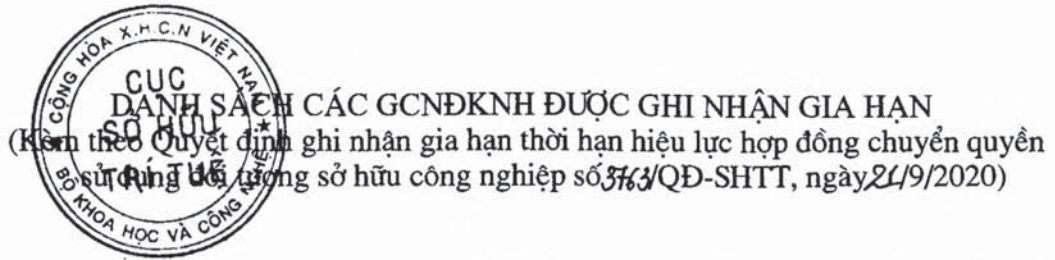 CỘNG HÒA X.H.C.N VIỆT NAM
CỤC
SỞ HỮU
TRÍ TUỆ
BỘ KHOA HỌC VÀ CÔNG NGHỆ
DANH SÁCH CÁC GCNĐKNH ĐƯỢC GHI NHẬN GIA HẠN
(Kèm theo Quyết định ghi nhận gia hạn thời hạn hiệu lực hợp đồng chuyển quyền
sử dụng đối tượng sở hữu công nghiệp số 3763/QĐ-SHTT, ngày /9/2020)